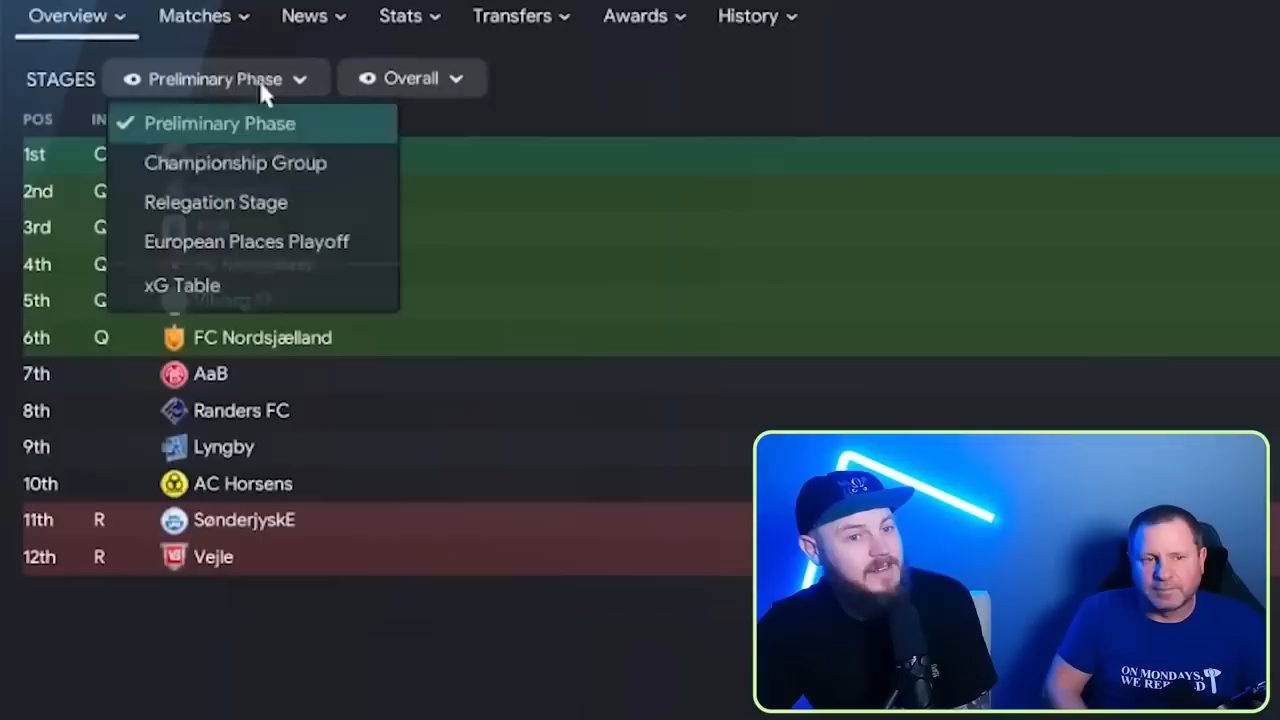 Overview Matches News Stats Transfers Awards History
STAGES Preliminary Phase Overall
POS IN
Preliminary Phase
Championship Group
Relegation Stage
European Places Playoff
xG Table
1st C
2nd Q
3rd Q
4th Q
5th Q
6th Q FC Nordsjælland
7th AaB
8th Randers FC
9th Lyngby
10th AC Horsens
11th R SønderjyskE
12th R Vejle
ON MONDAYS,
WE